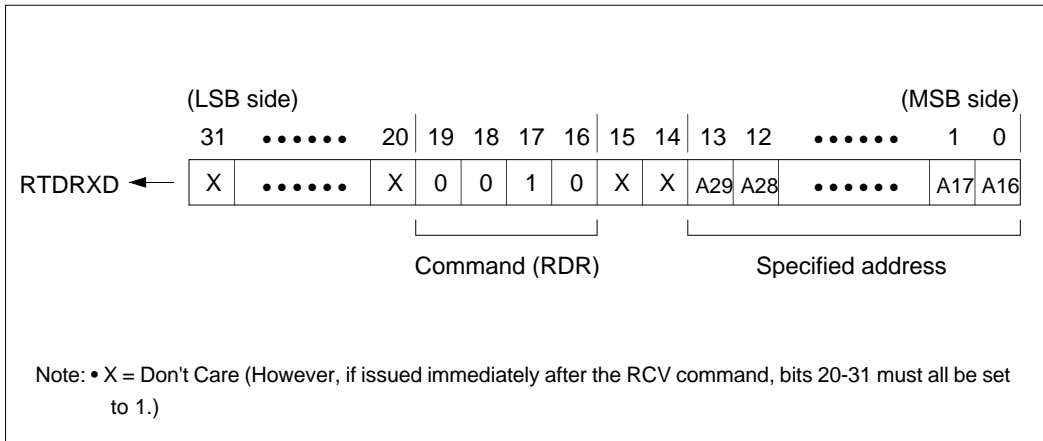 (LSB side) (MSB side)
31 •••••• 20 19 18 17 16 15 14 13 12 •••••• 1 0
RTDRXD X •••••• X 0 0 1 0 X X A29 A28 •••••• A17 A16
Command (RDR) Specified address
Note: • X = Don't Care (However, if issued immediately after the RCV command, bits 20-31 must all be set
to 1.)